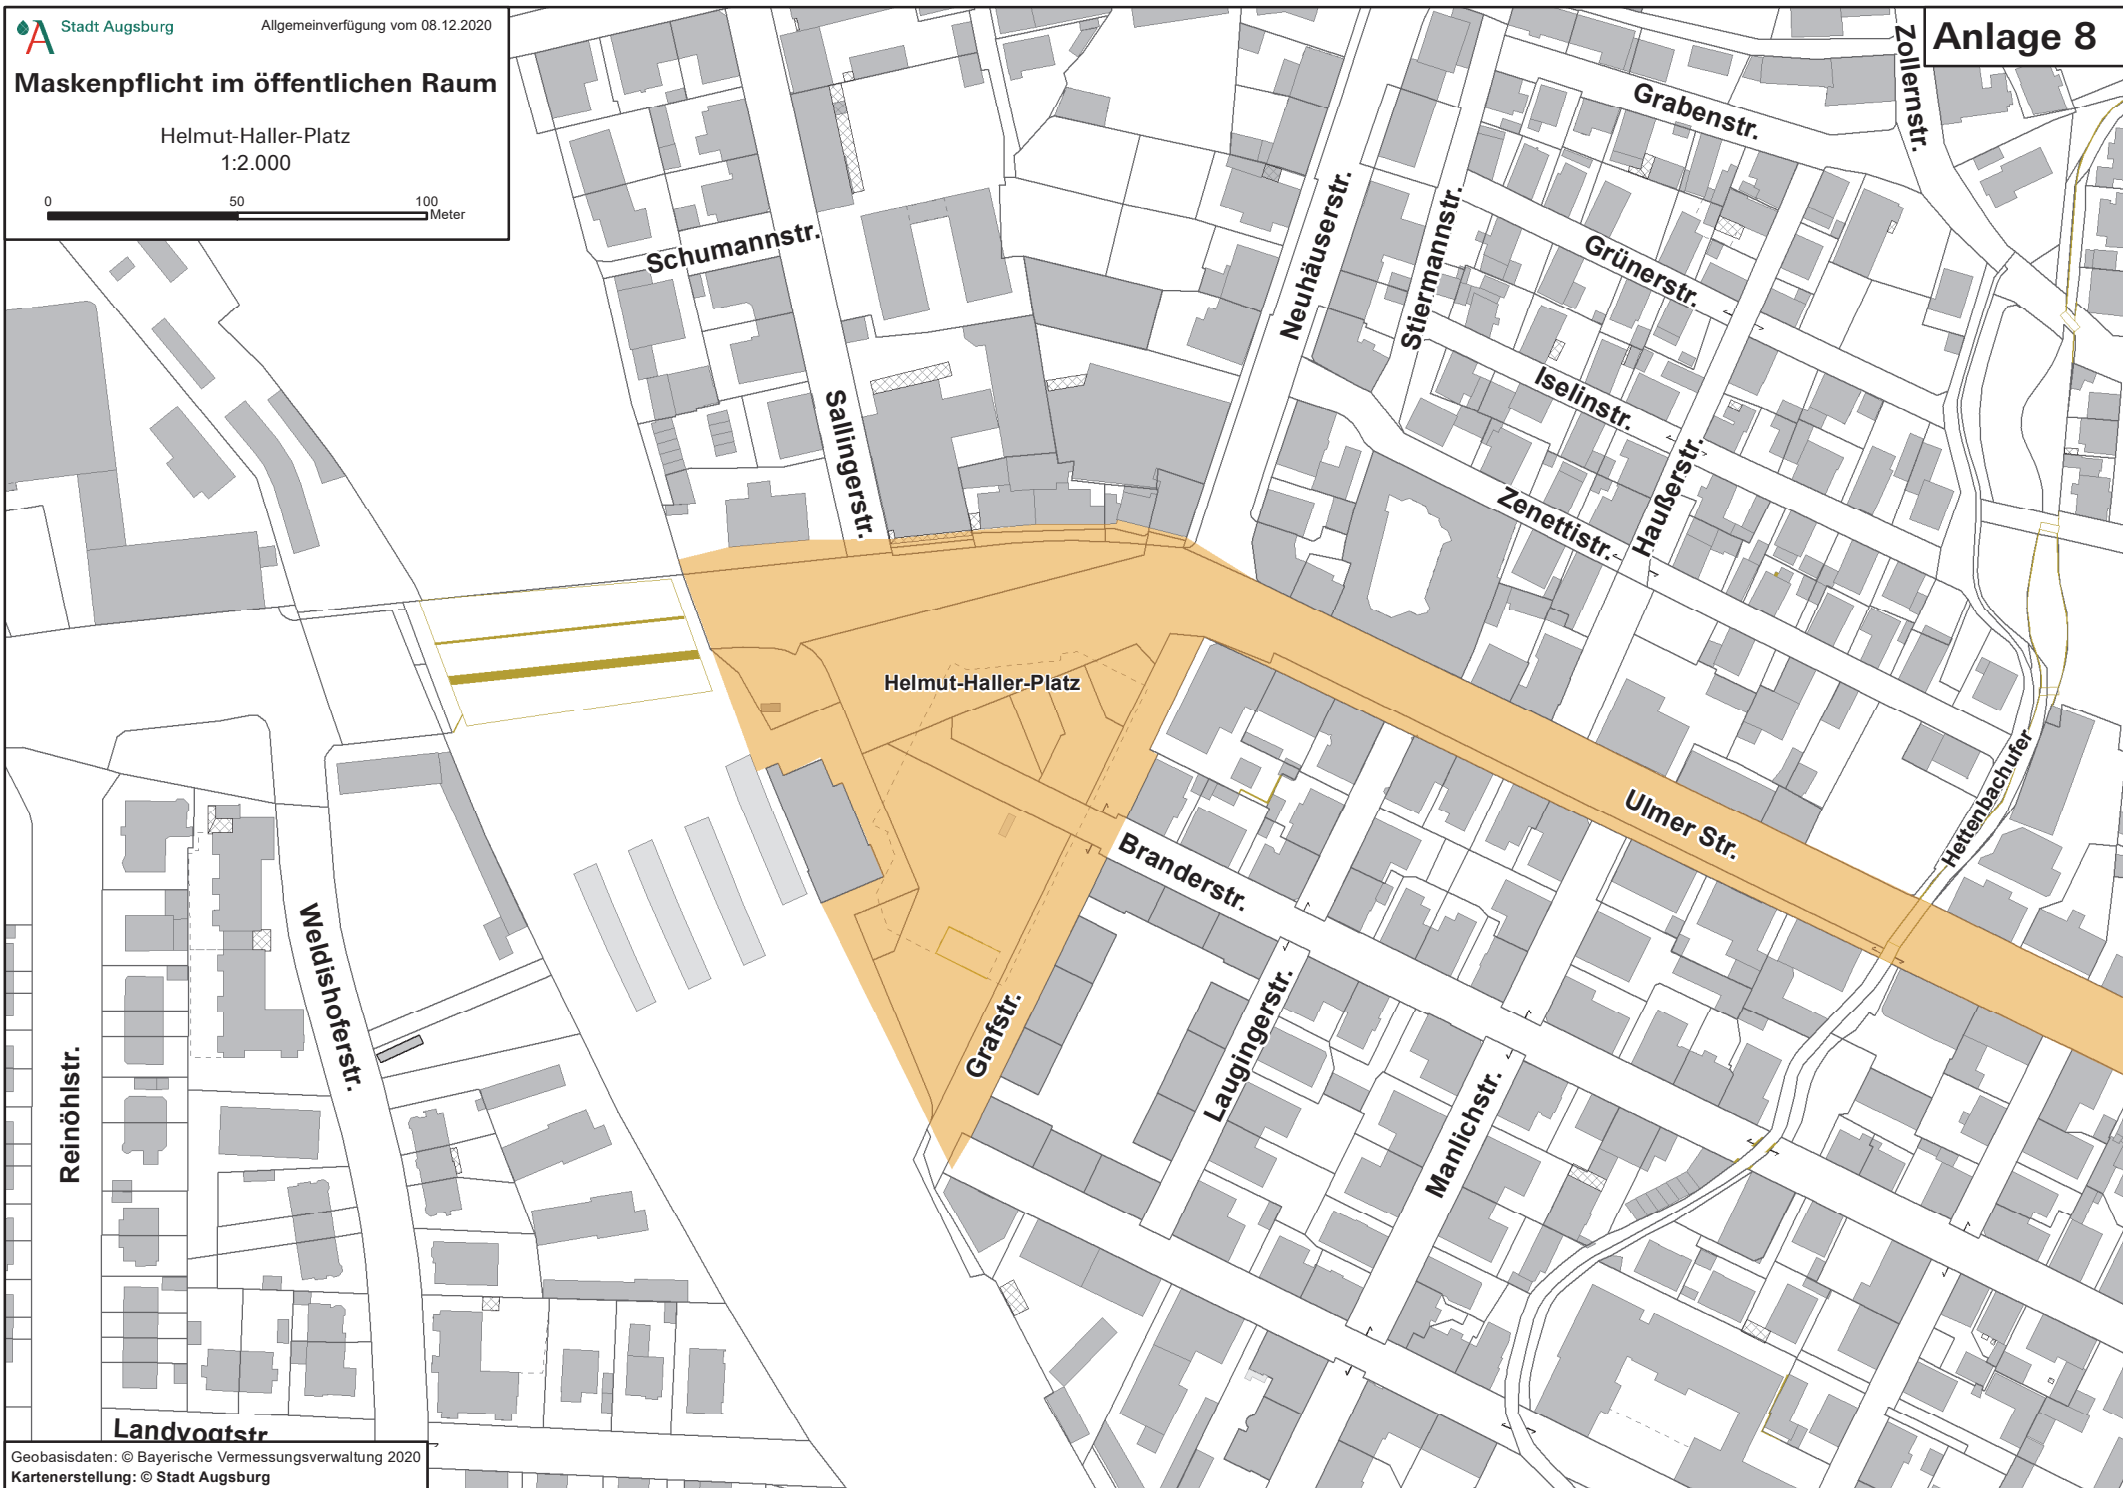 Stadt Augsburg
Allgemeinverfügung vom 08.12.2020
Maskenpflicht im öffentlichen Raum
Helmut-Haller-Platz
1:2.000
0 50 100
Meter
Anlage 8
Zollernstr.
Grabenstr.
Schumannstr.
Neuhäuserstr.
Stiermannstr.
Grünerstr.
Iselinstr.
Sallingerstr.
Zenettistr.
Haußerstr.
Helmut-Haller-Platz
Ulmer Str.
Hettenbachufer
Branderstr.
Weldishoferstr.
Grafstr.
Laugingerstr.
Manlichstr.
Reinöhlstr.
Landvogtstr.
Geobasisdaten: © Bayerische Vermessungsverwaltung 2020
Kartenerstellung: © Stadt Augsburg